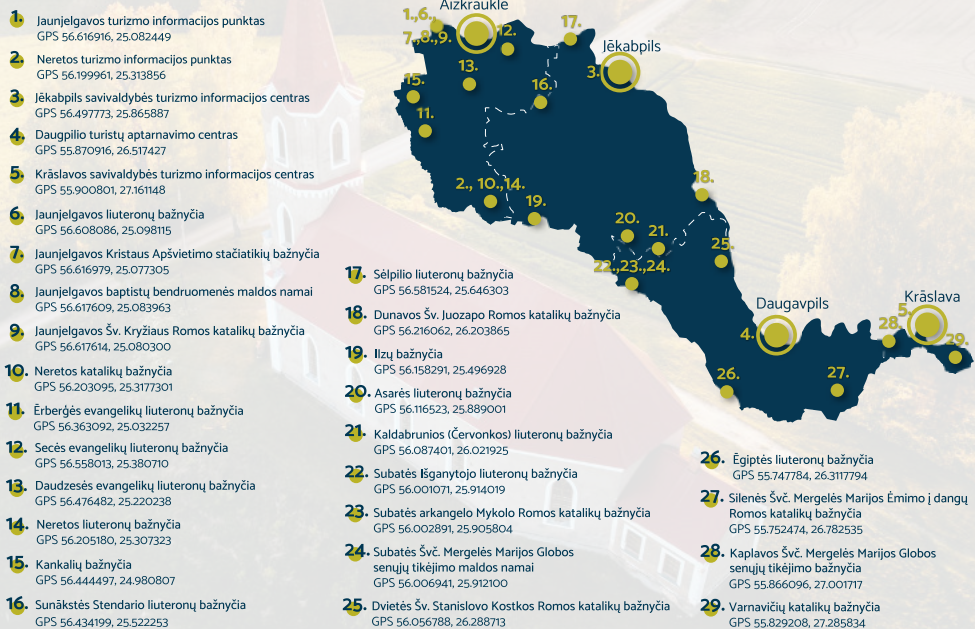 1. Jaunjelgavos turizmo informacijos punktas
GPS 56.616916, 25.082449
2. Neretos turizmo informacijos punktas
GPS 56.199961, 25.313856
3. Jēkabpils savivaldybės turizmo informacijos centras
GPS 56.497773, 25.865887
4. Daugpilio turistų aptarnavimo centras
GPS 55.870916, 26.517427
5. Krāslavos savivaldybės turizmo informacijos centras
GPS 55.900801, 27.161148
6. Jaunjelgavos liuteronų bažnyčia
GPS 56.608086, 25.098115
7. Jaunjelgavos Kristaus Apšvietimo stačiatikių bažnyčia
GPS 56.616979, 25.077305
8. Jaunjelgavos baptistų bendruomenės maldos namai
GPS 56.617609, 25.083963
9. Jaunjelgavos Šv. Kryžiaus Romos katalikų bažnyčia
GPS 56.617614, 25.080300
10. Neretos katalikų bažnyčia
GPS 56.203095, 25.3177301
11. Ērberģės evangelikų liuteronų bažnyčia
GPS 56.363092, 25.032257
12. Secės evangelikų liuteronų bažnyčia
GPS 56.558013, 25.380710
13. Daudzesės evangelikų liuteronų bažnyčia
GPS 56.476482, 25.220238
14. Neretos liuteronų bažnyčia
GPS 56.205180, 25.307323
15. Kankalių bažnyčia
GPS 56.444497, 24.980807
16. Sunākstės Stendario liuteronų bažnyčia
GPS 56.434199, 25.522253
17. Sėlpilio liuteronų bažnyčia
GPS 56.581524, 25.646303
18. Dunavos Šv. Juozapo Romos katalikų bažnyčia
GPS 56.216062, 26.203865
19. Ilzų bažnyčia
GPS 56.158291, 25.496928
20. Asarės liuteronų bažnyčia
GPS 56.116523, 25.889001
21. Kaldabrunios (Červonkos) liuteronų bažnyčia
GPS 56.087401, 26.021925
22. Subatės Išganytojo liuteronų bažnyčia
GPS 56.001071, 25.914019
23. Subatės arkangelo Mykolo Romos katalikų bažnyčia
GPS 56.002891, 25.905804
24. Subatės Švč. Mergelės Marijos Globos
senųjų tikėjimo maldos namai
GPS 56.006941, 25.912100
25. Dvietės Šv. Stanislovo Kostkos Romos katalikų bažnyčia
GPS 56.056788, 26.288713
26. Ēgiptės liuteronų bažnyčia
GPS 55.747784, 26.3117794
27. Silenės Švč. Mergelės Marijos Ėmimo į dangų
Romos katalikų bažnyčia
GPS 55.752474, 26.782535
28. Kaplavos Švč. Mergelės Marijos Globos
senųjų tikėjimo bažnyčia
GPS 55.866096, 27.001717
29. Varnavičių katalikų bažnyčia
GPS 55.829208, 27.285834
Aizkraukle
1.,6.,
7.,8.,9.
12.
17.
Jēkabpils
3.
13.
15.
16.
11.
2., 10.,14.
19.
18.
20.
21.
25.
22.,23.,24.
Daugavpils
4.
Krāslava
5.
28.
29.
26.
27.